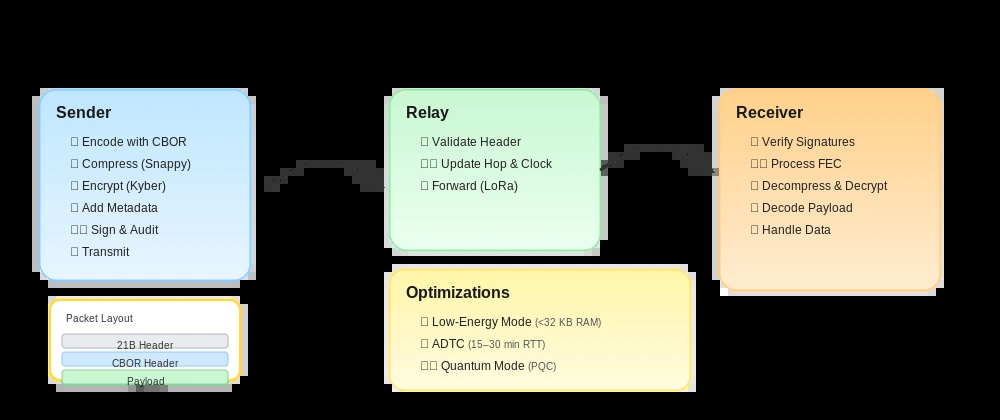 Sender
Encode with CBOR
Compress (Snappy)
Encrypt (Kyber)
Add Metadata
Sign & Audit
Transmit
Packet Layout
21B Header
CBOR Header
Payload
Relay
Validate Header
Update Hop & Clock
Forward (LoRa)
Optimizations
Low-Energy Mode (<32 KB RAM)
ADTC (15–30 min RTT)
Quantum Mode (PQC)
Receiver
Verify Signatures
Process FEC
Decompress & Decrypt
Decode Payload
Handle Data